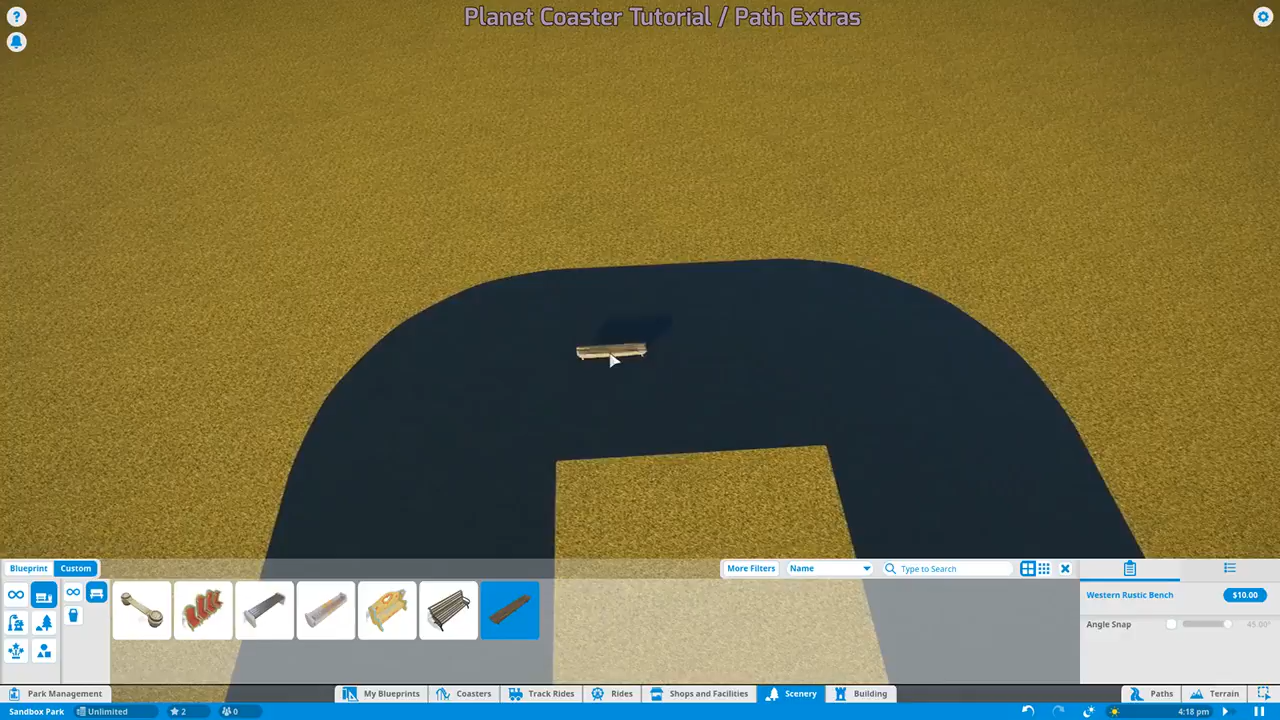 Planet Coaster Tutorial / Path Extras
?
Blueprint
Custom
More Filters
Name
Type to Search
Western Rustic Bench
$10.00
Angle Snap
45.00°
Park Management
My Blueprints
Coasters
Track Rides
Rides
Shops and Facilities
Scenery
Building
Paths
Terrain
Sandbox Park
Unlimited
2
0
4:18 pm